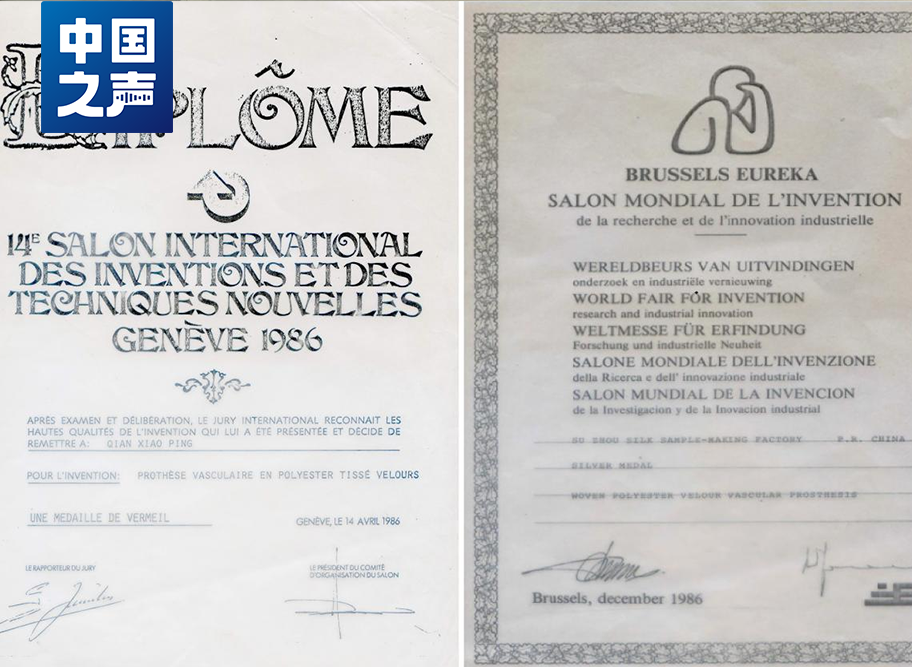 中国
之声
DIPLÔME
14E SALON INTERNATIONAL
DES INVENTIONS ET DES
TECHNIQUES NOUVELLES
GENÈVE 1986
APRÈS EXAMEN ET DÉLIBÉRATION, LE JURY INTERNATIONAL RECONNAIT LES
HAUTES QUALITÉS DE L'INVENTION QUI LUI A ÉTÉ PRÉSENTÉE ET DÉCIDE DE
REMETTRE A: QIAN XIAO PING
POUR L'INVENTION: PROTHÈSE VASCULAIRE EN POLYESTER TISSÉ VELOURS
UNE MEDAILLE DE VERMEIL
GENÈVE, LE 14 AVRIL 1986
LE RAPPORTEUR DU JURY
LE PRÉSIDENT DU COMITÉ
D'ORGANISATION DU SALON
BRUSSELS EUREKA
SALON MONDIAL DE L'INVENTION
de la recherche et de l'innovation industrielle
WERELDBEURS VAN UITVINDINGEN
onderzoek en industriële vernieuwing
WORLD FAIR FOR INVENTION
research and industrial innovation
WELTMESSE FÜR ERFINDUNG
Forschung und industrielle Neuheit
SALONE MONDIALE DELL'INVENZIONE
della Ricerca e dell' innovazione industriale
SALON MUNDIAL DE LA INVENCION
de la Investigacion y de la Inovacion industrial
SU ZHOU SILK SAMPLE-MAKING FACTORY P.R. CHINA
SILVER MEDAL
WOVEN POLYESTER VELOUR VASCULAR PROSTHESIS
Brussels, december 1986